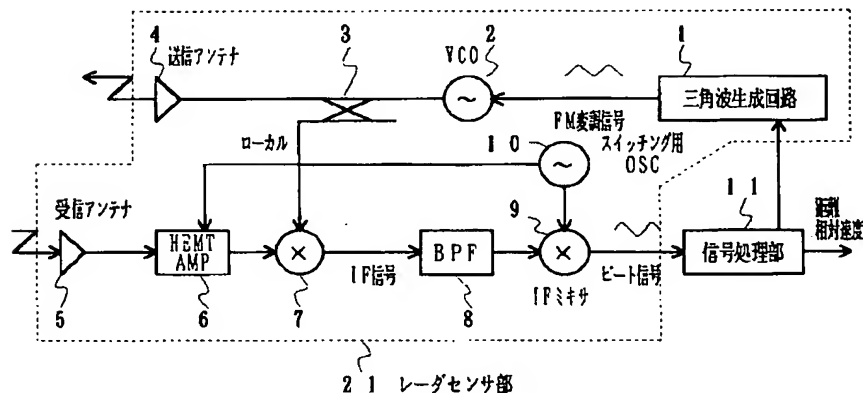 4 送信アンテナ
3
2
VCO
1
三角波生成回路
FM変調信号
ローカル
10
スイッチング用
OSC
受信アンテナ
HEMT
AMP
9
11
信号処理部
距離
相対速度
IF信号
BPF
ビート信号
5
6
7
8
IFミキサ
21 レーダセンサ部